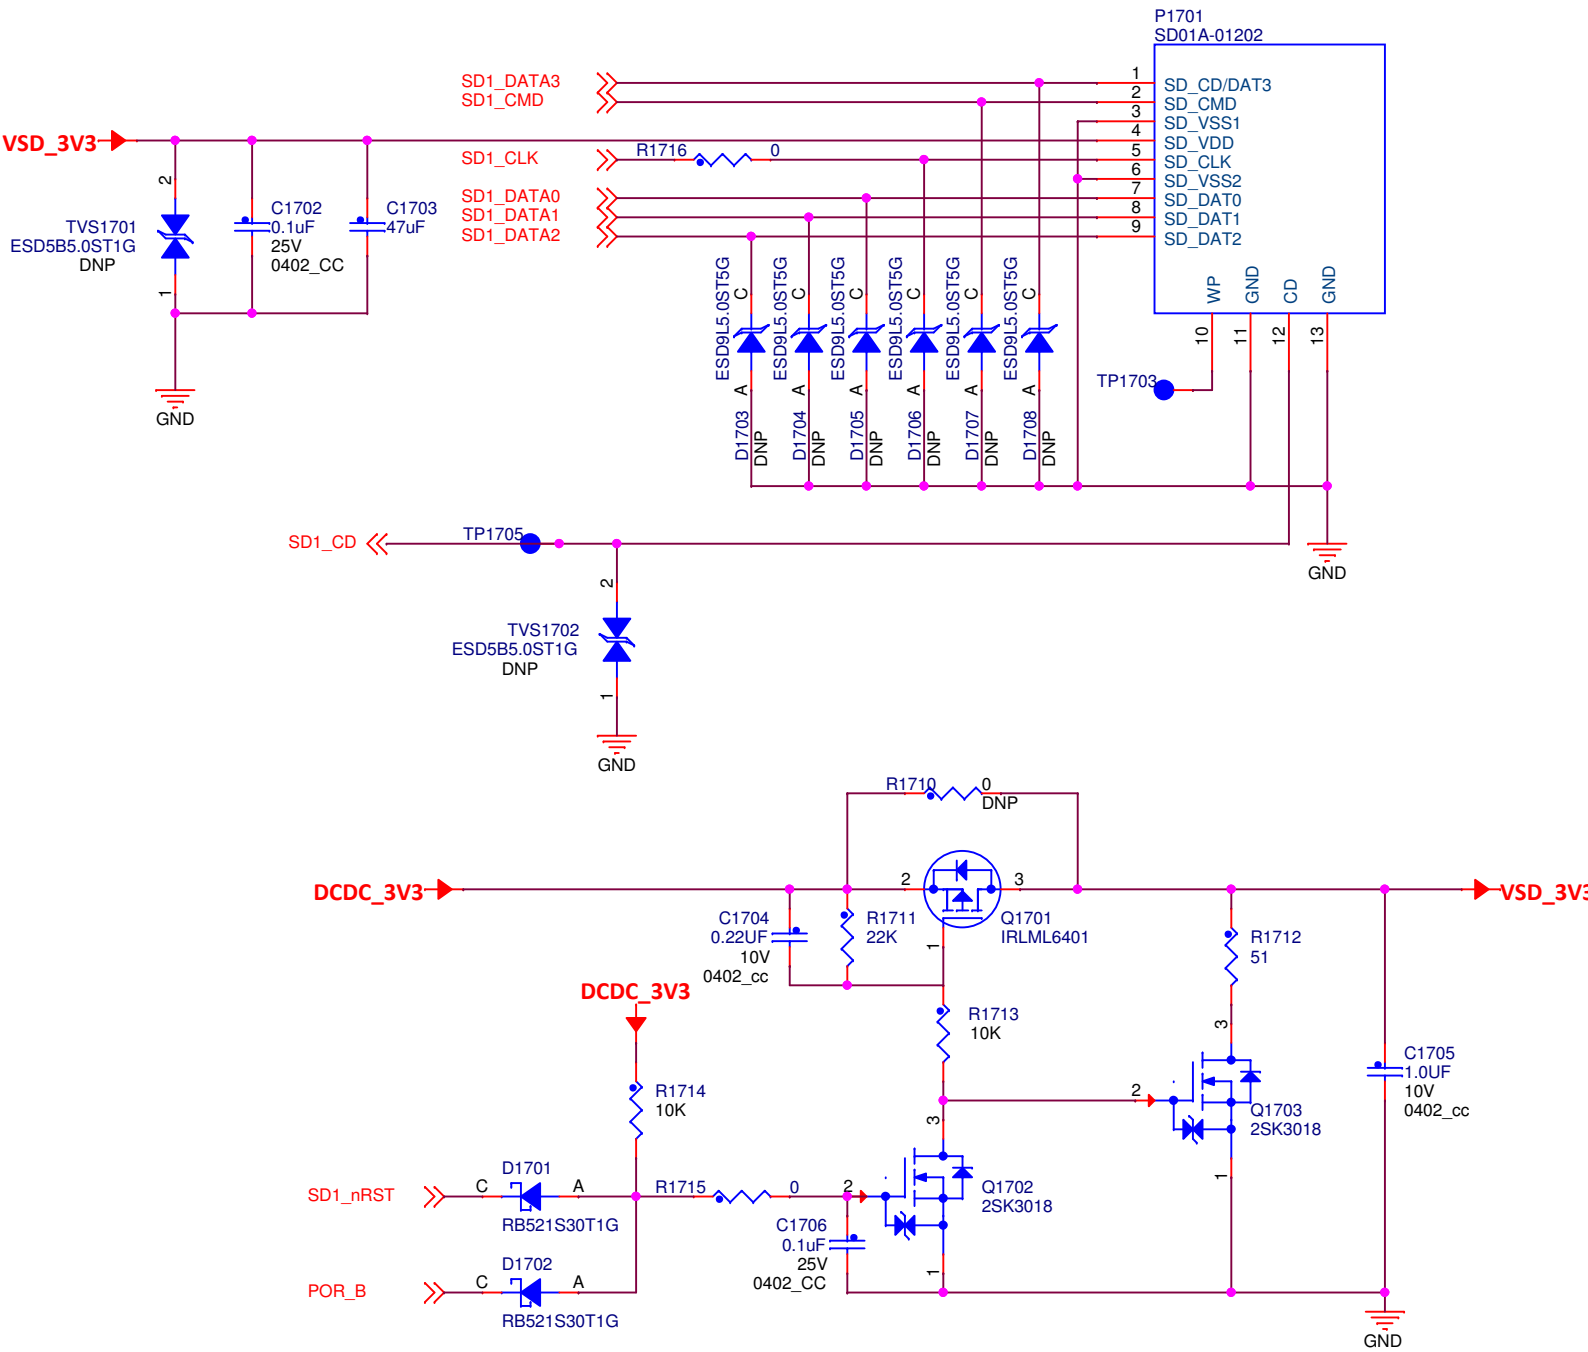 P1701
SD01A-01202
SD1_DATA3
SD1_CMD
1
SD_CD/DAT3
2
SD_CMD
3
SD_VSS1
VSD_3V3
4
SD_VDD
SD1_CLK
R1716
0
5
SD_CLK
6
SD_VSS2
SD1_DATA0
7
SD_DAT0
SD1_DATA1
8
SD_DAT1
SD1_DATA2
9
SD_DAT2
2
TVS1701
ESD5B5.0ST1G
DNP
1
C1702
0.1uF
25V
0402_CC
C1703
47uF
GND
ESD9L5.0ST5G
C
A
D1703
DNP
ESD9L5.0ST5G
C
A
D1704
DNP
ESD9L5.0ST5G
C
A
D1705
DNP
ESD9L5.0ST5G
C
A
D1706
DNP
ESD9L5.0ST5G
C
A
D1707
DNP
ESD9L5.0ST5G
C
A
D1708
DNP
WP
GND
CD
GND
10
11
12
13
TP1703
SD1_CD
TP1705
GND
2
TVS1702
ESD5B5.0ST1G
DNP
1
GND
R1710
0
DNP
DCDC_3V3
2
3
VSD_3V3
C1704
0.22UF
10V
0402_cc
R1711
22K
1
Q1701
IRLML6401
R1712
51
DCDC_3V3
R1713
10K
3
R1714
10K
2
Q1703
2SK3018
1
C1705
1.0UF
10V
0402_cc
3
D1701
SD1_nRST
C
A
RB521S30T1G
R1715
0
2
Q1702
2SK3018
C1706
0.1uF
25V
0402_CC
1
D1702
POR_B
C
A
RB521S30T1G
GND